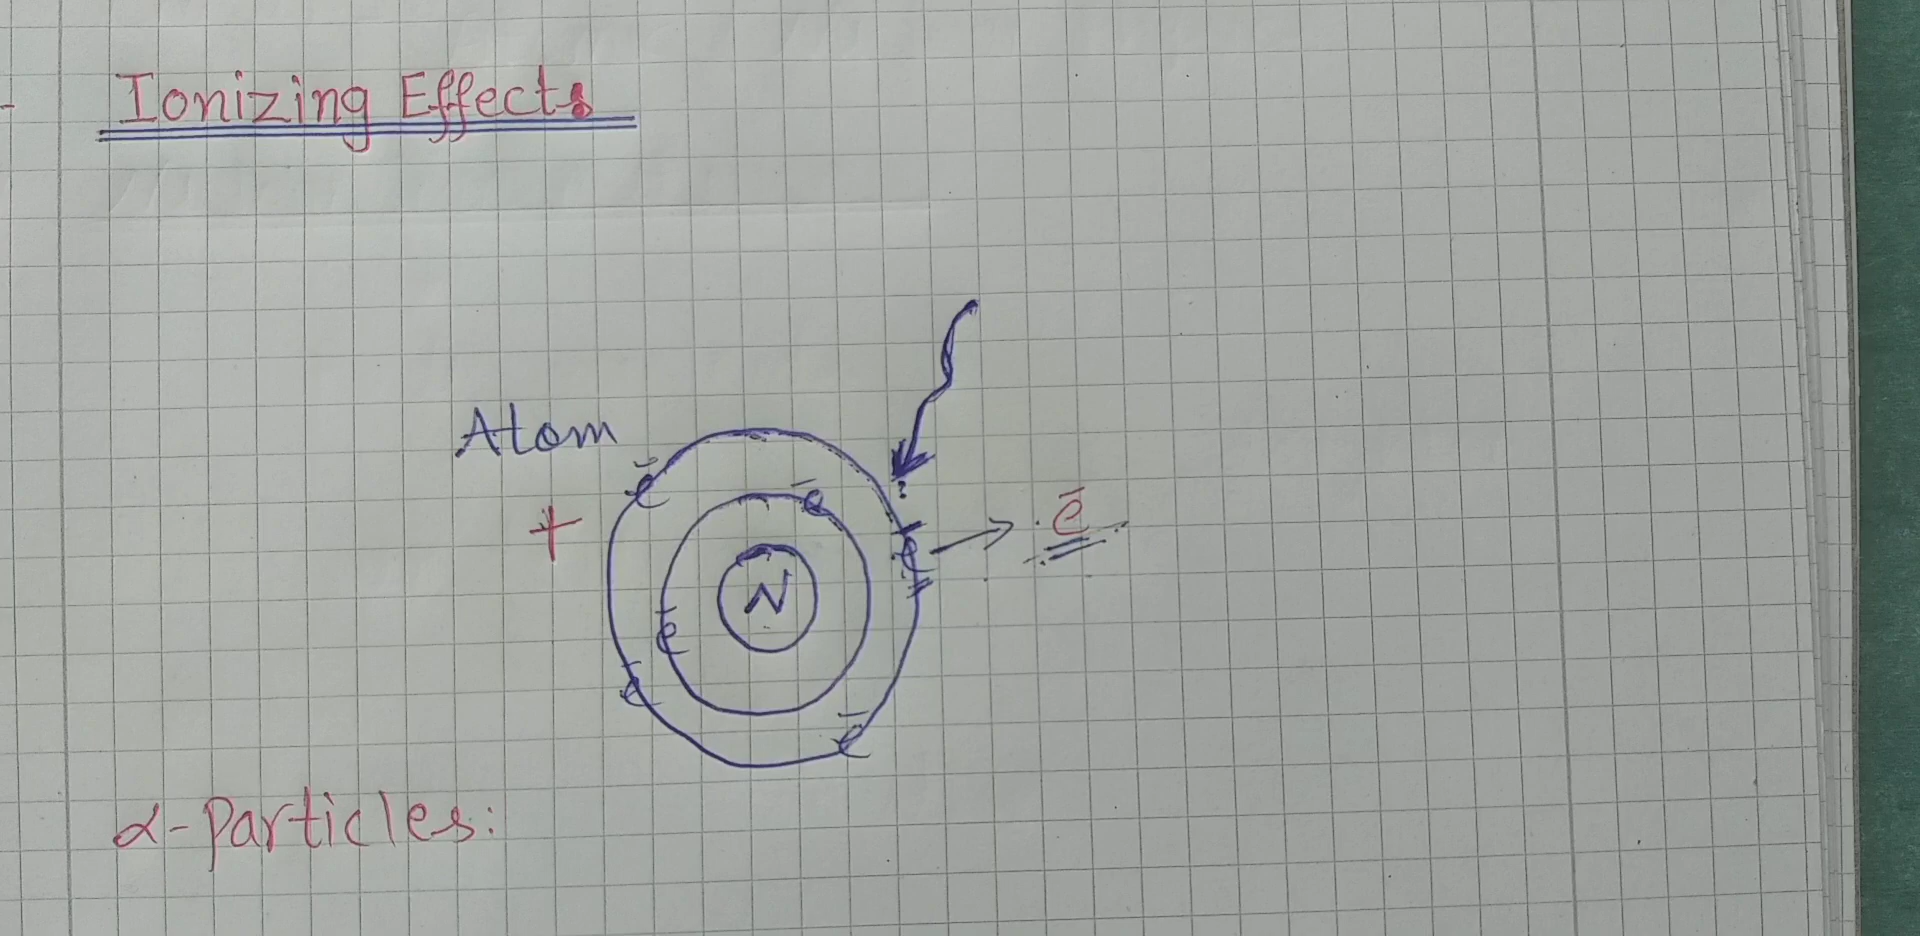 Ionizing Effects
Atom
+
ē
ē
ē
ē
N
ē
ē
ē
α-Particles: